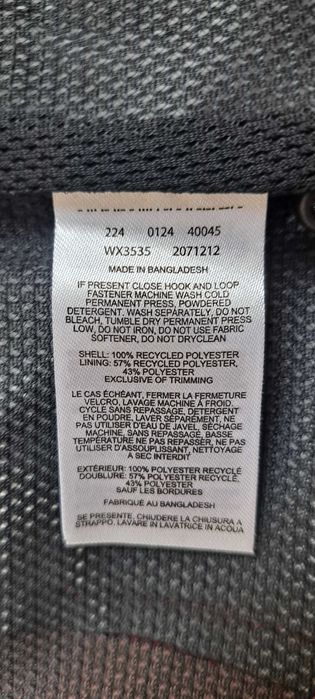 224 0124 40045
WX3535 2071212
MADE IN BANGLADESH
IF PRESENT CLOSE HOOK AND LOOP
FASTENER MACHINE WASH COLD
PERMANENT PRESS, POWDERED
DETERGENT. WASH SEPARATELY, DO NOT
BLEACH, TUMBLE DRY PERMANENT PRESS
LOW, DO NOT IRON, DO NOT USE FABRIC
SOFTENER, DO NOT DRYCLEAN
SHELL: 100% RECYCLED POLYESTER
LINING: 57% RECYCLED POLYESTER,
43% POLYESTER
EXCLUSIVE OF TRIMMING
LE CAS ÉCHÉANT, FERMER LA FERMETURE
VELCRO, LAVAGE MACHINE À FROID,
CYCLE SANS REPASSAGE, DÉTERGENT
EN POUDRE, LAVER SÉPARÉMENT, NE
PAS UTILISER D'EAU DE JAVEL, SÉCHAGE
MACHINE, SANS REPASSAGE, BASSE
TEMPÉRATURE NE PAS REPASSER, NE PAS
UTILISER D'ASSOUPLISSANT, NETTOYAGE
A SEC INTERDIT
EXTÉRIEUR: 100% POLYESTER RECYCLÉ
DOUBLURE: 57% POLYESTER RECYCLÉ,
43% POLYESTER
SAUF LES BORDURES
FABRIQUÉ AU BANGLADESH
SE PRESENTE, CHIUDERE LA CHIUSURA A
STRAPPO. LAVARE IN LAVATRICE IN ACQUA